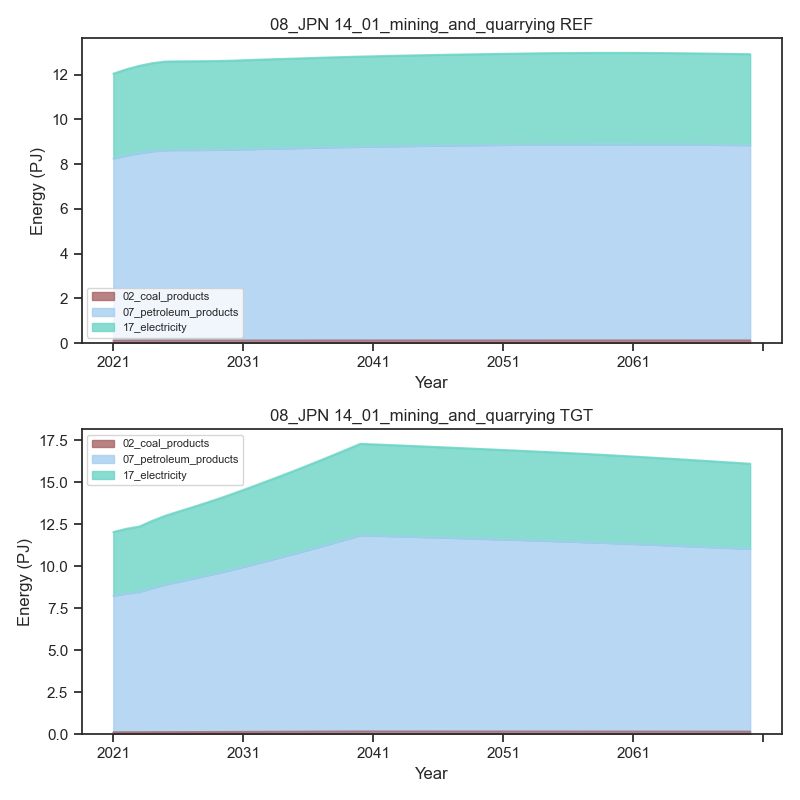 08_JPN 14_01_mining_and_quarrying REF
Energy (PJ)
12
10
8
6
4
2
0
02_coal_products
07_petroleum_products
17_electricity
2021
2031
2041
2051
2061
Year
08_JPN 14_01_mining_and_quarrying TGT
Energy (PJ)
17.5
15.0
12.5
10.0
7.5
5.0
2.5
0.0
02_coal_products
07_petroleum_products
17_electricity
2021
2031
2041
2051
2061
Year